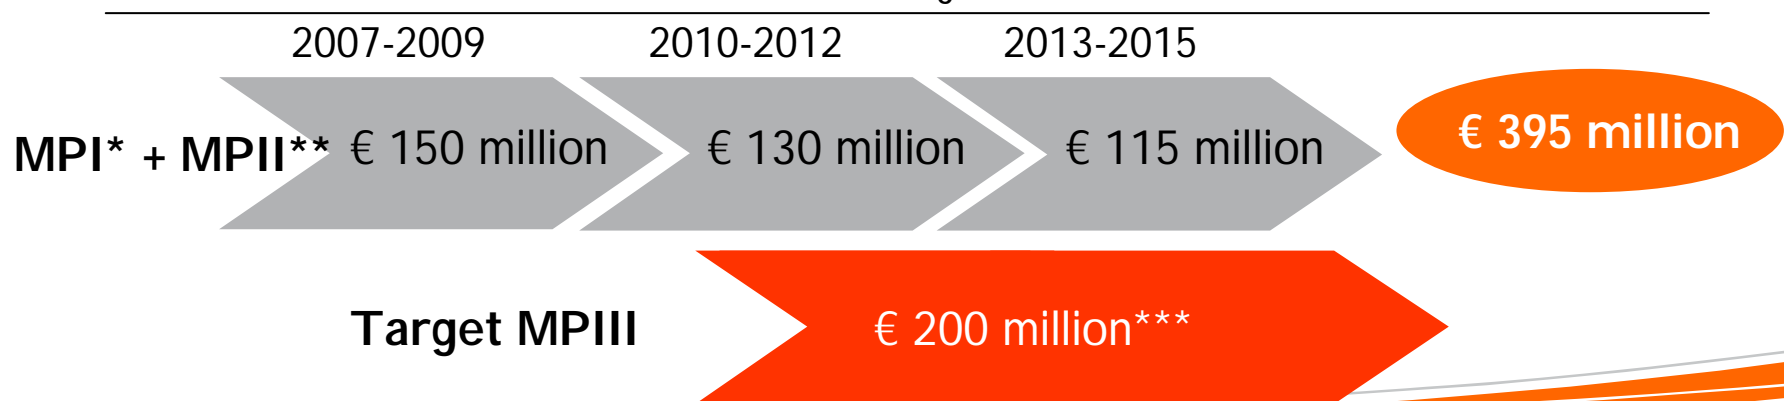 2007-2009 2010-2012 2013-2015
MPI* + MPII** € 150 million € 130 million € 115 million € 395 million
Target MPIII € 200 million***